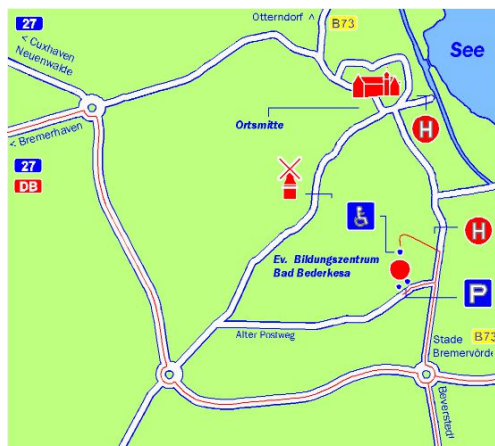 27
< Cuxhaven
Neuenwalde
Otterndorf ^
B73
See
Ortsmitte
H
< Bremerhaven
27
DB
H
Ev. Bildungszentrum
Bad Bederkesa
P
Alter Postweg
Stade B73
Bremervörde
Beverstedt